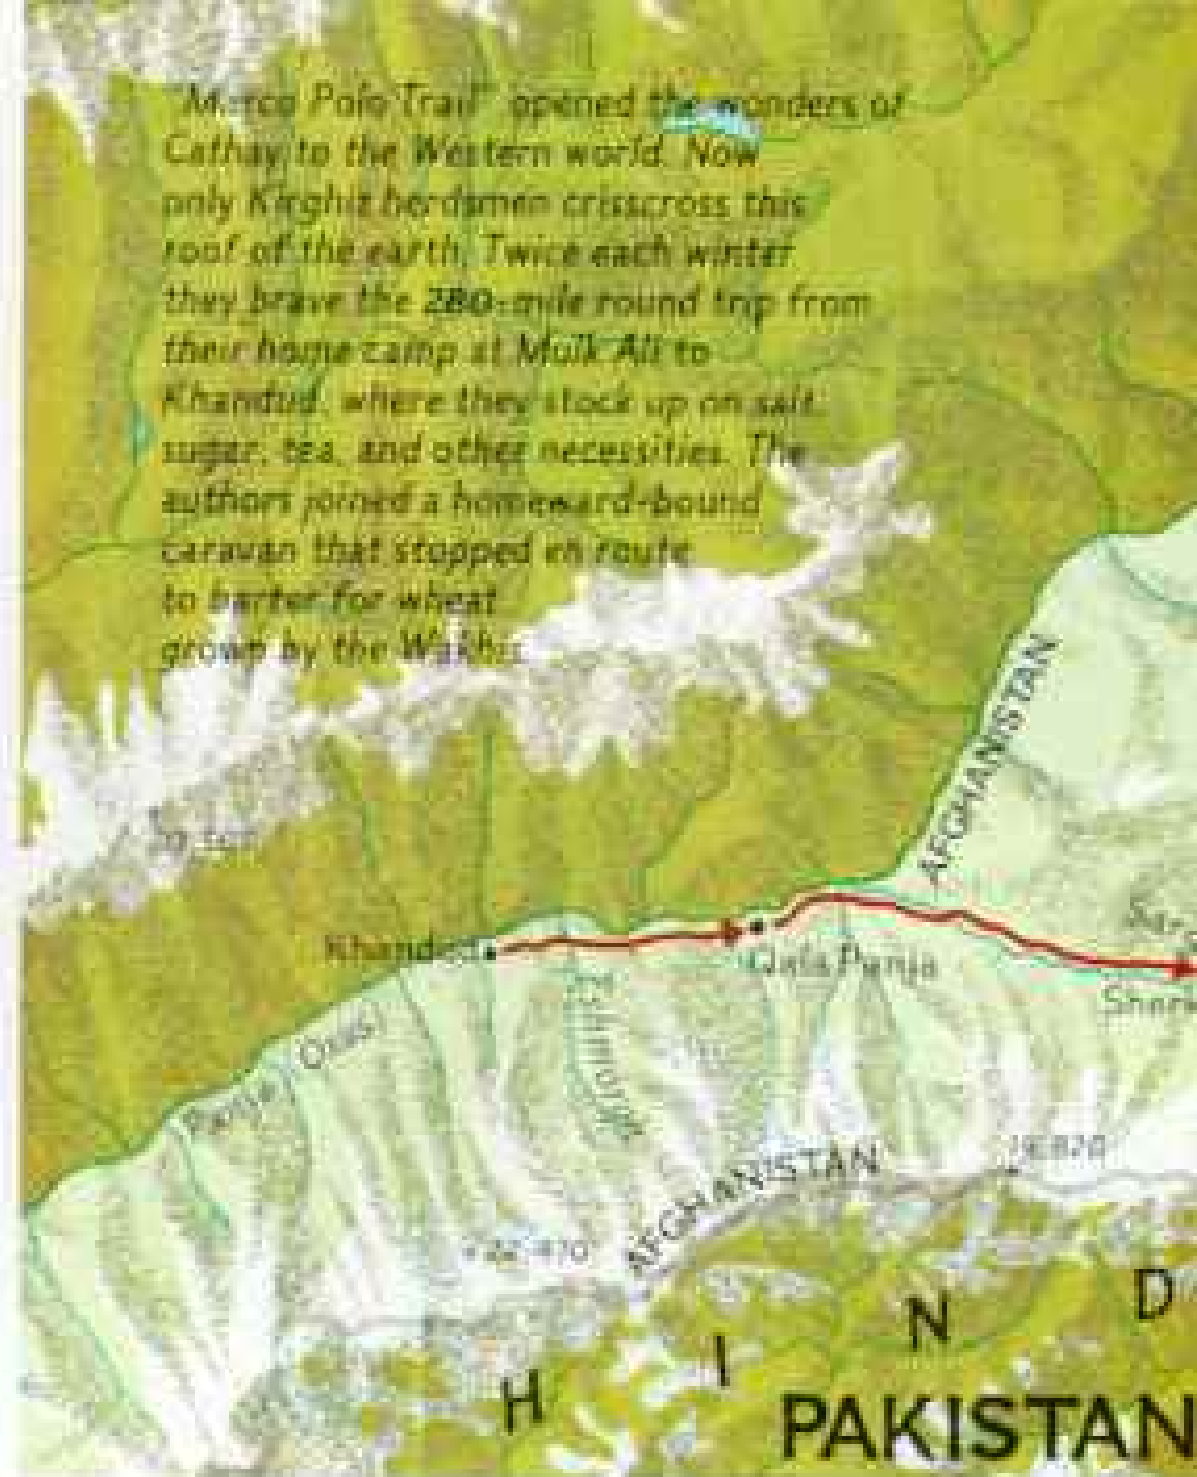 "Marco Polo Trail" opened the wonders of
Cathay to the Western world. Now
only Kirghiz herdsmen crisscross this
roof of the earth. Twice each winter
they brave the 280-mile round trip from
their home camp at Mulk Ali to
Khandud, where they stock up on salt,
sugar, tea, and other necessities. The
authors joined a homeward-bound
caravan that stopped en route
to barter for wheat
grown by the Wakhis.
AFGHANISTAN
Khandud
Qala Panja
Panje
(Oxus)
AFGHANISTAN
H I N D
PAKISTAN